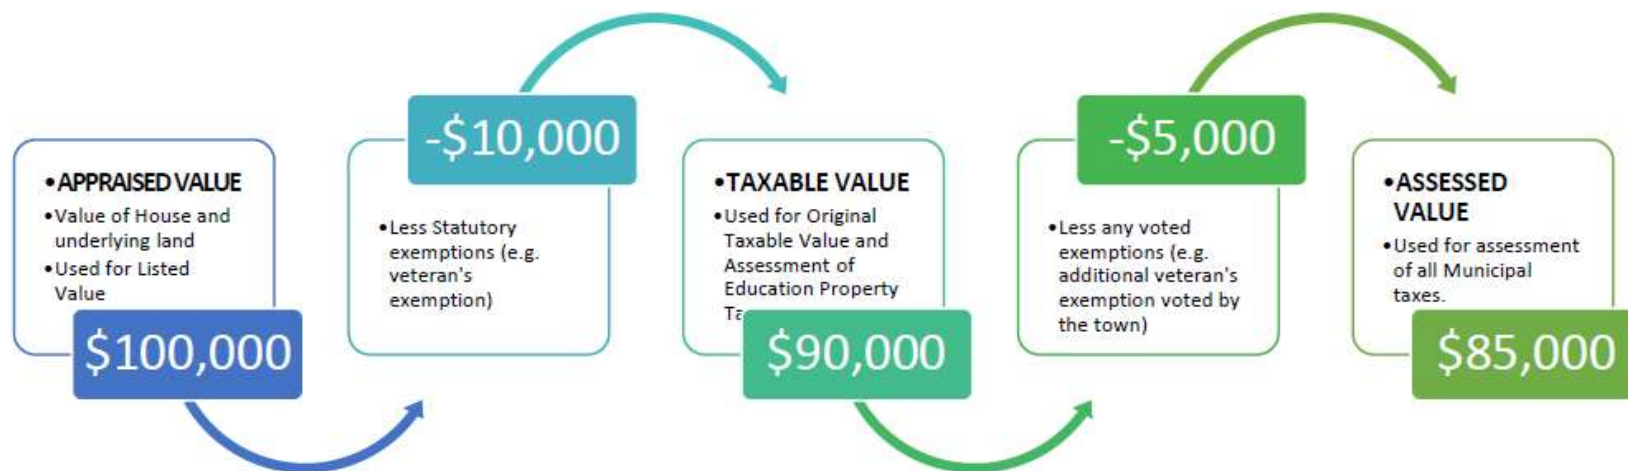 •APPRAISED VALUE
•Value of House and
underlying land
•Used for Listed
Value
$100,000
-$10,000
•Less Statutory
exemptions (e.g.
veteran's
exemption)
•TAXABLE VALUE
•Used for Original
Taxable Value and
Assessment of
Education Property
$90,000
-$5,000
•Less any voted
exemptions (e.g.
additional veteran's
exemption voted by
the town)
•ASSESSED
VALUE
•Used for assessment
of all Municipal
taxes.
$85,000